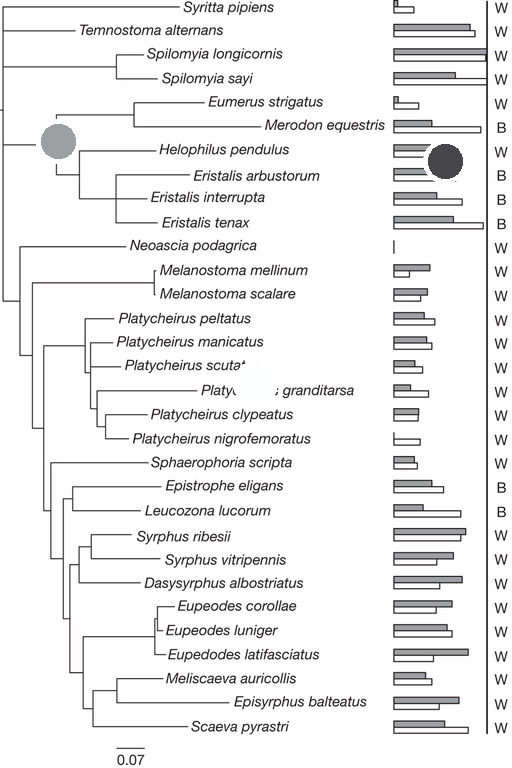 Syritta pipiens W
Temnostoma alternans W
Spilomyia longicornis W
Spilomyia sayi W
Eumerus strigatus W
Merodon equestris B
Helophilus pendulus W
Eristalis arbustorum B
Eristalis interrupta B
Eristalis tenax B
Neoascia podagrica W
Melanostoma mellinum W
Melanostoma scalare W
Platycheirus peltatus W
Platycheirus manicatus W
Platycheirus W
granditarsa W
Platycheirus clypeatus W
Platycheirus nigrofemoratus W
Sphaerophoria scripta W
Epistrophe eligans B
Leucozona lucorum B
Syrphus ribesii W
Syrphus vitripennis W
Dasysyrphus albostriatus W
Eupeodes corollae W
Eupeodes luniger W
Eupedodes latifasciatus W
Meliscaeva auricollis W
Episyrphus balteatus W
Scaeva pyrastri W
0.07